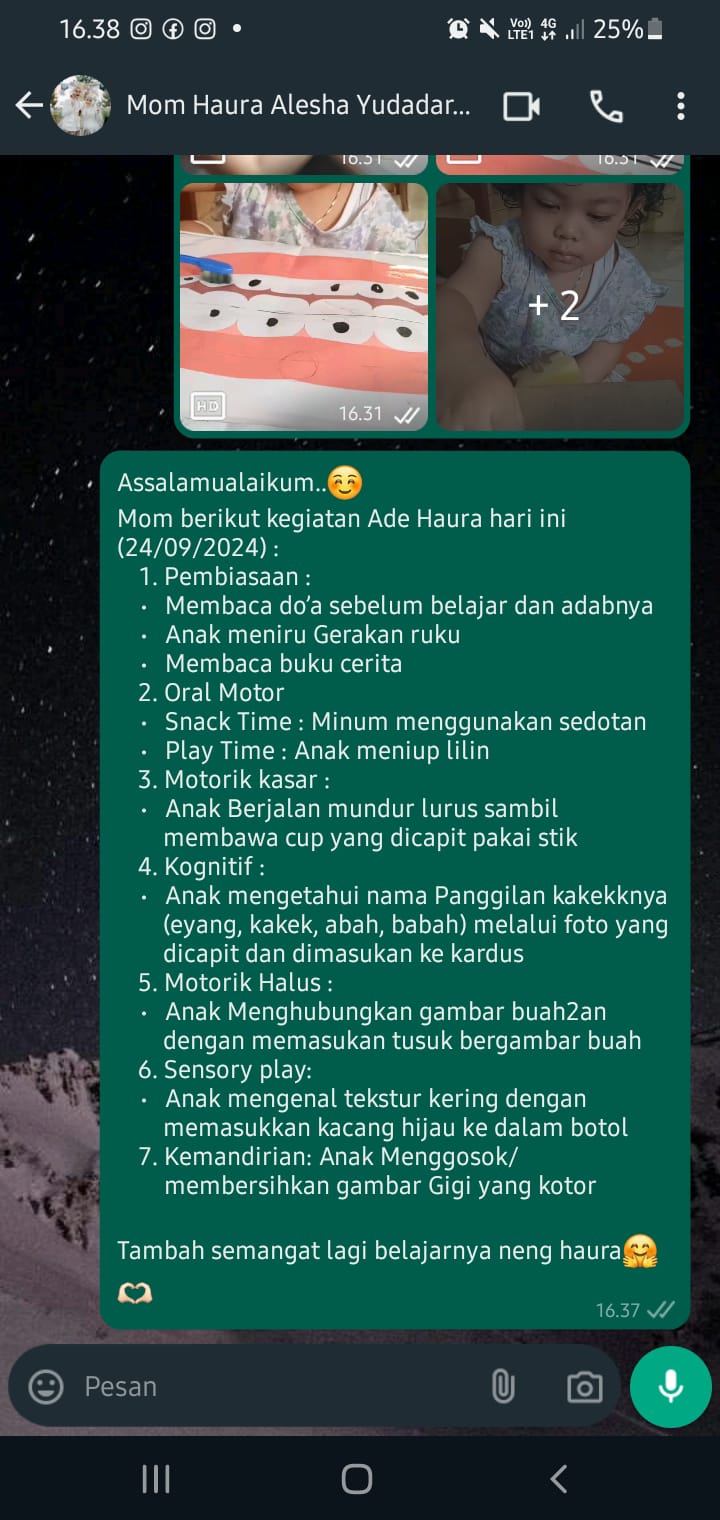 16.38
Vo)) 4G
LTE1
25%
Mom Haura Alesha Yudadar...
16.31
16.31
HD
16.31
+ 2
Assalamualaikum..☺️
Mom berikut kegiatan Ade Haura hari ini
(24/09/2024) :
1. Pembiasaan :
• Membaca do’a sebelum belajar dan adabnya
• Anak meniru Gerakan ruku
• Membaca buku cerita
2. Oral Motor
• Snack Time : Minum menggunakan sedotan
• Play Time : Anak meniup lilin
3. Motorik kasar :
• Anak Berjalan mundur lurus sambil
membawa cup yang dicapit pakai stik
4. Kognitif :
• Anak mengetahui nama Panggilan kakekknya
(eyang, kakek, abah, babah) melalui foto yang
dicapit dan dimasukan ke kardus
5. Motorik Halus :
• Anak Menghubungkan gambar buah2an
dengan memasukan tusuk bergambar buah
6. Sensory play:
• Anak mengenal tekstur kering dengan
memasukkan kacang hijau ke dalam botol
7. Kemandirian: Anak Menggosok/
membersihkan gambar Gigi yang kotor
Tambah semangat lagi belajarnya neng haura🤗
🫶🏻
16.37
Pesan